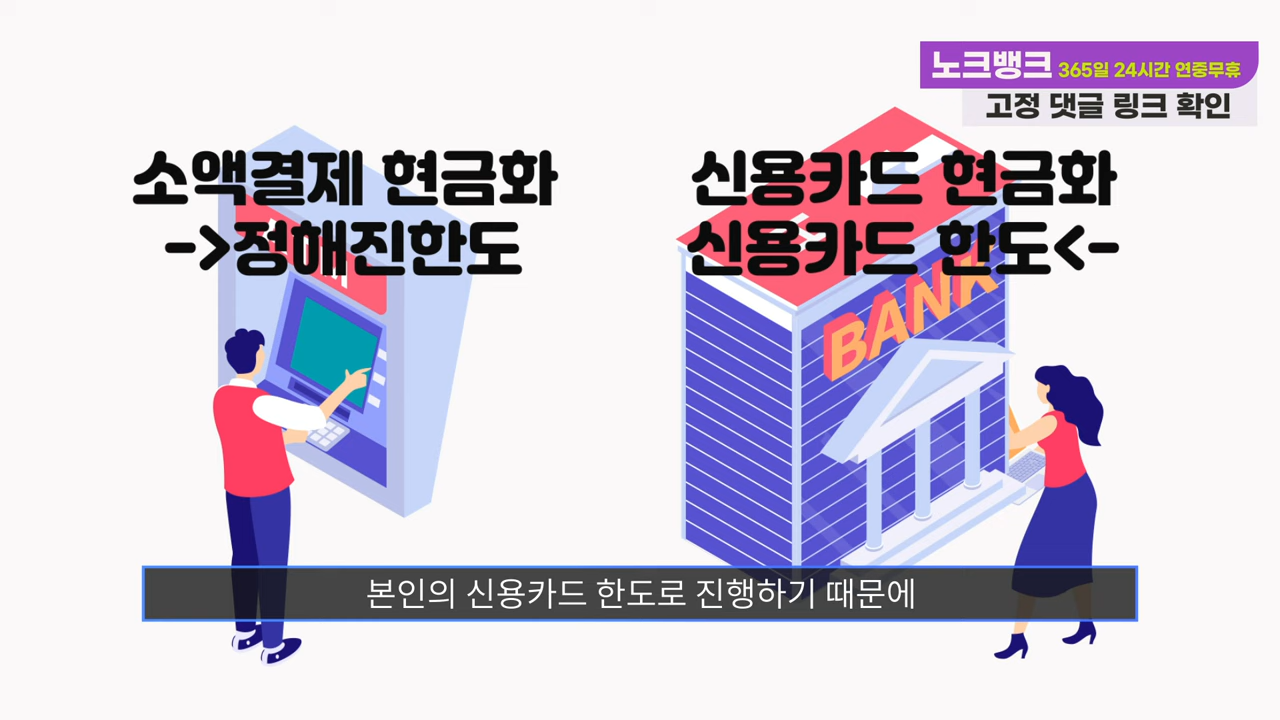 노크뱅크 365일 24시간 연중무휴
고정 댓글 링크 확인
소액결제 현금화
->정해진한도
신용카드 현금화
신용카드 한도<-
BANK
본인의 신용카드 한도로 진행하기 때문에